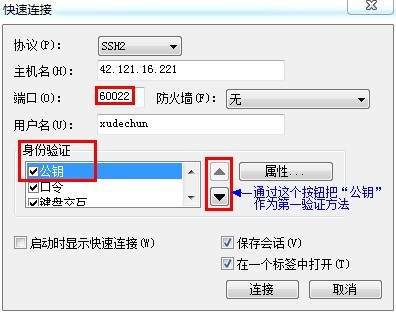 快速连接
协议(P): SSH2
主机名(H): 42.121.16.221
端口(O): 60022 防火墙(F): 无
用户名(U): xudechun
身份验证
公钥
口令
键盘交互
属性...
通过这个按钮把“公钥”
作为第一验证方法
启动时显示快速连接(W)
保存会话(V)
在一个标签中打开(T)
连接 取消